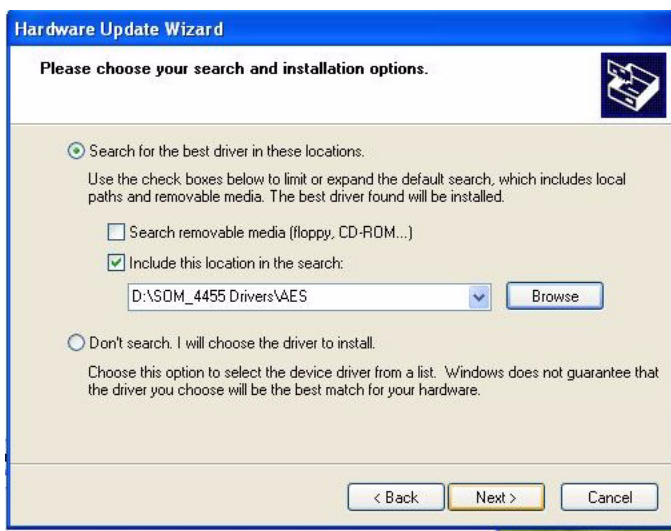 Hardware Update Wizard
Please choose your search and installation options.
Search for the best driver in these locations.
Use the check boxes below to limit or expand the default search, which includes local
paths and removable media. The best driver found will be installed.
Search removable media (floppy, CD-ROM...)
Include this location in the search:
D:\SOM_4455 Drivers\AES
Browse
Don't search. I will choose the driver to install.
Choose this option to select the device driver from a list. Windows does not guarantee that
the driver you choose will be the best match for your hardware.
< Back Next > Cancel